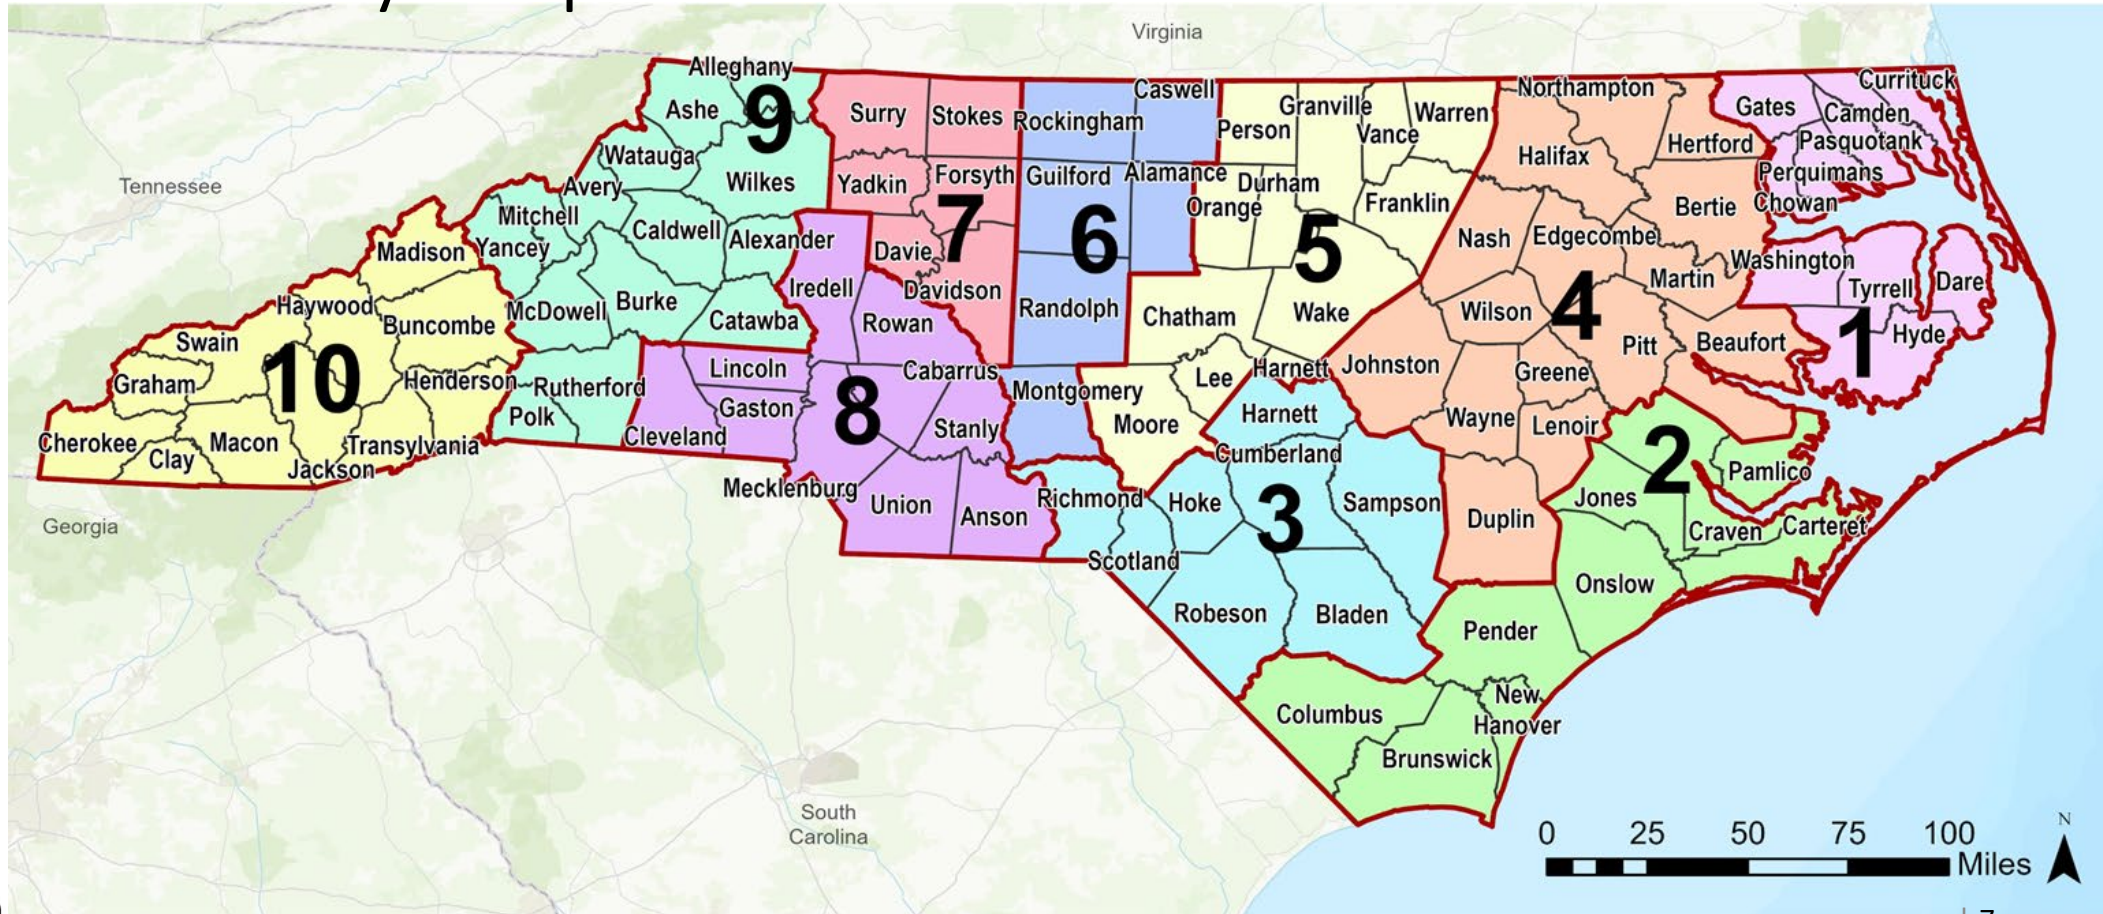 Virginia
Alleghany
Currituck
Northampton
Caswell
9
Ashe
Surry
Stokes
Rockingham
Granville
Warren
Gates
Camden
Person
Vance
Pasquotank
Hertford
Watauga
Halifax
Tennessee
Avery
Wilkes
Yadkin
Forsyth
Guilford
Alamance
Durham
Perquimans
Chowan
Mitchell
Orange
Franklin
Bertie
7
6
5
Caldwell
Alexander
Madison
Yancey
Davie
Nash
Edgecombe
Washington
Iredell
Davidson
Martin
Tyrrell
Dare
Haywood
McDowell
Burke
Randolph
Wake
Wilson
4
Buncombe
Catawba
Rowan
Chatham
1
Hyde
Swain
Pitt
Beaufort
10
Lincoln
Cabarrus
Harnett
Johnston
Greene
Graham
Henderson
Rutherford
Lee
Montgomery
Polk
Gaston
8
Moore
Harnett
Wayne
Lenoir
Cherokee
Macon
Transylvania
Cleveland
Stanly
Cumberland
2
Clay
Jackson
Pamlico
Mecklenburg
Union
Anson
Richmond
Hoke
3
Sampson
Duplin
Jones
Craven
Carteret
Georgia
Scotland
Onslow
Robeson
Bladen
Pender
New
Hanover
Columbus
Brunswick
South
Carolina
0 25 50 75 100
Miles
N